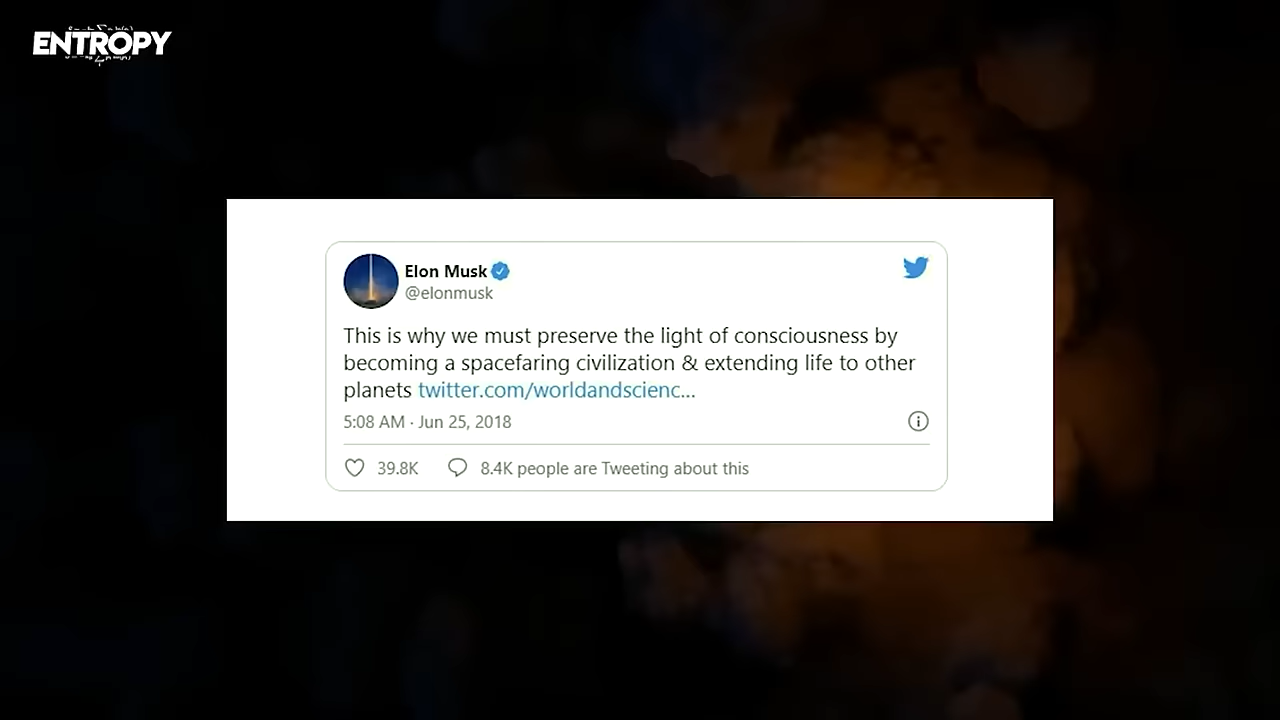 ENTROPY
Elon Musk
@elonmusk
This is why we must preserve the light of consciousness by
becoming a spacefaring civilization & extending life to other
planets twitter.com/worldandscienc...
5:08 AM · Jun 25, 2018
39.8K 8.4K people are Tweeting about this